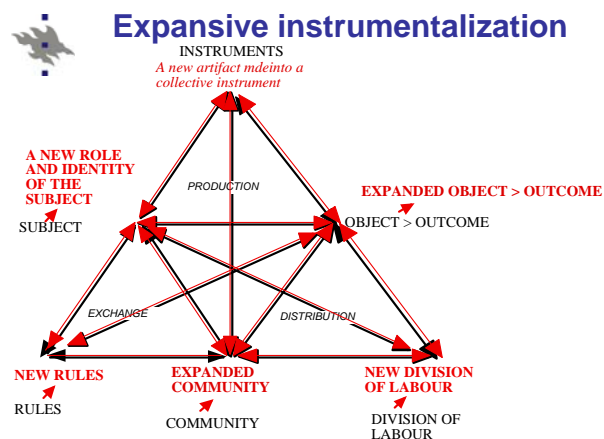 Expansive instrumentalization
INSTRUMENTS
A new artifact mdeinto a
collective instrument
A NEW ROLE
AND IDENTITY
OF THE
SUBJECT
SUBJECT
PRODUCTION
EXPANDED OBJECT > OUTCOME
OBJECT > OUTCOME
EXCHANGE
DISTRIBUTION
NEW RULES
RULES
EXPANDED
COMMUNITY
COMMUNITY
NEW DIVISION
OF LABOUR
DIVISION OF
LABOUR